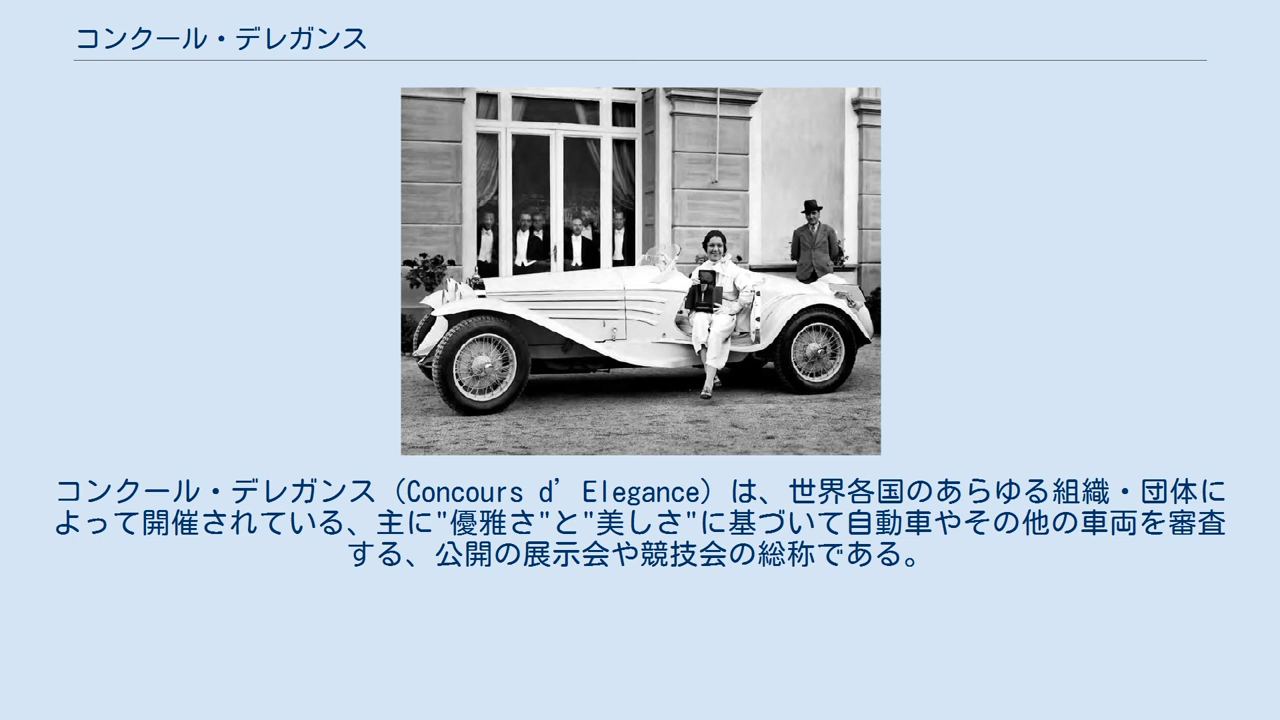 コンクール・デレガンス
コンクール・デレガンス（Concours d’Elegance）は、世界各国のあらゆる組織・団体に
よって開催されている、主に"優雅さ"と"美しさ"に基づいて自動車やその他の車両を審査
する、公開の展示会や競技会の総称である。